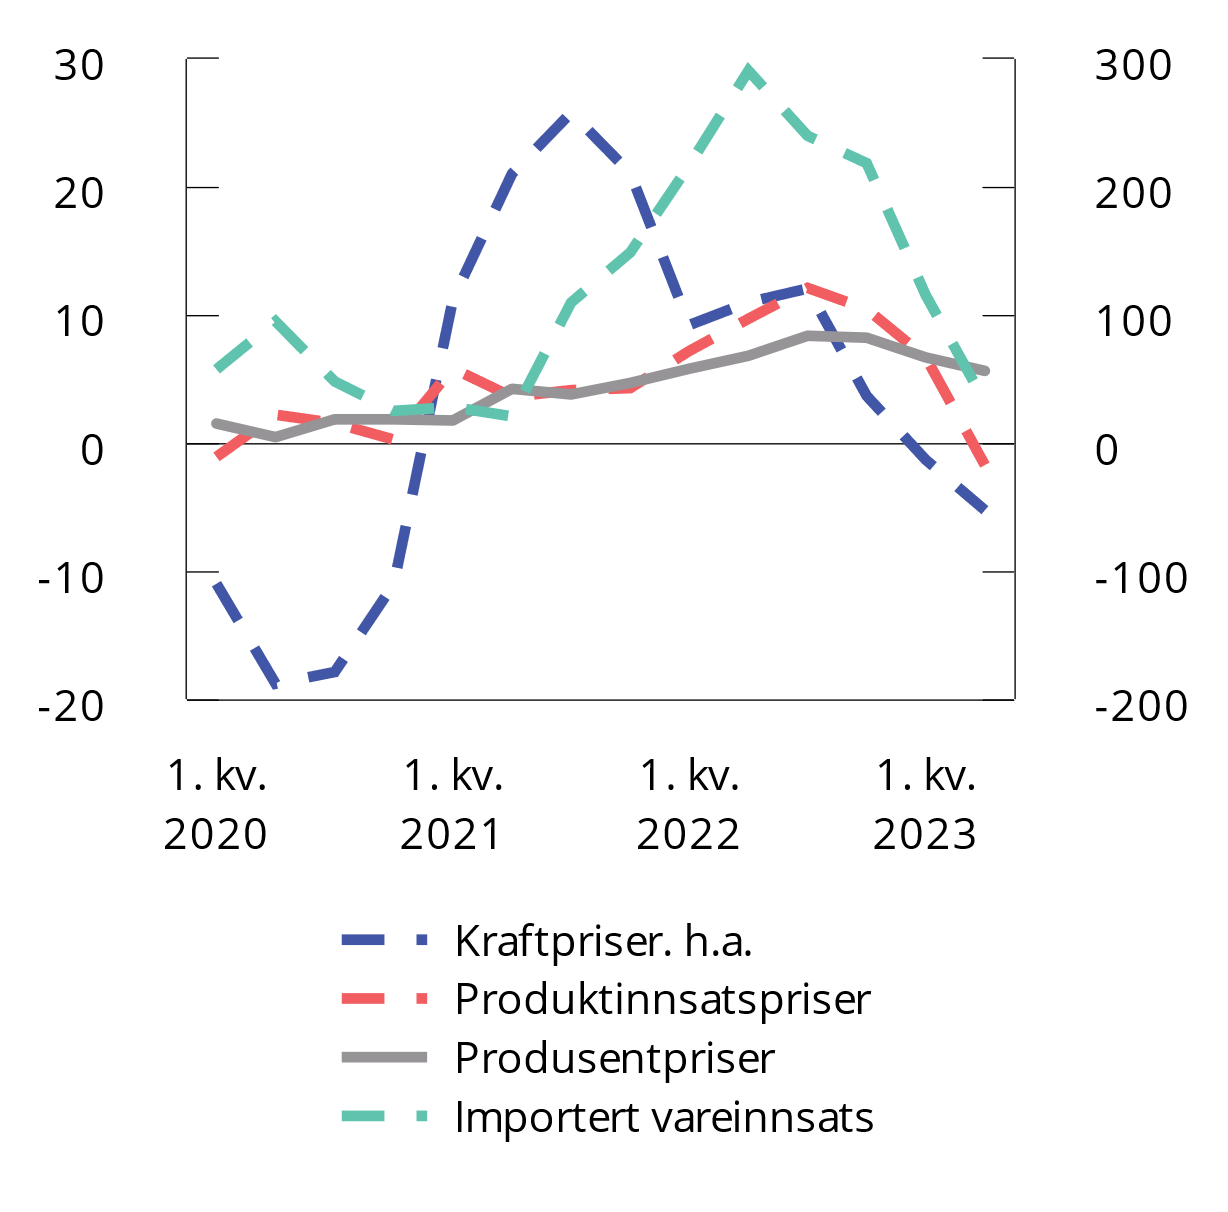 30 300
20 200
10 100
0 0
-10 -100
-20 -200
1. kv. 1. kv. 1. kv. 1. kv.
2020 2021 2022 2023
Kraftpriser. h.a.
Produktinnsatspriser
Produsentpriser
Importert vareinnsats